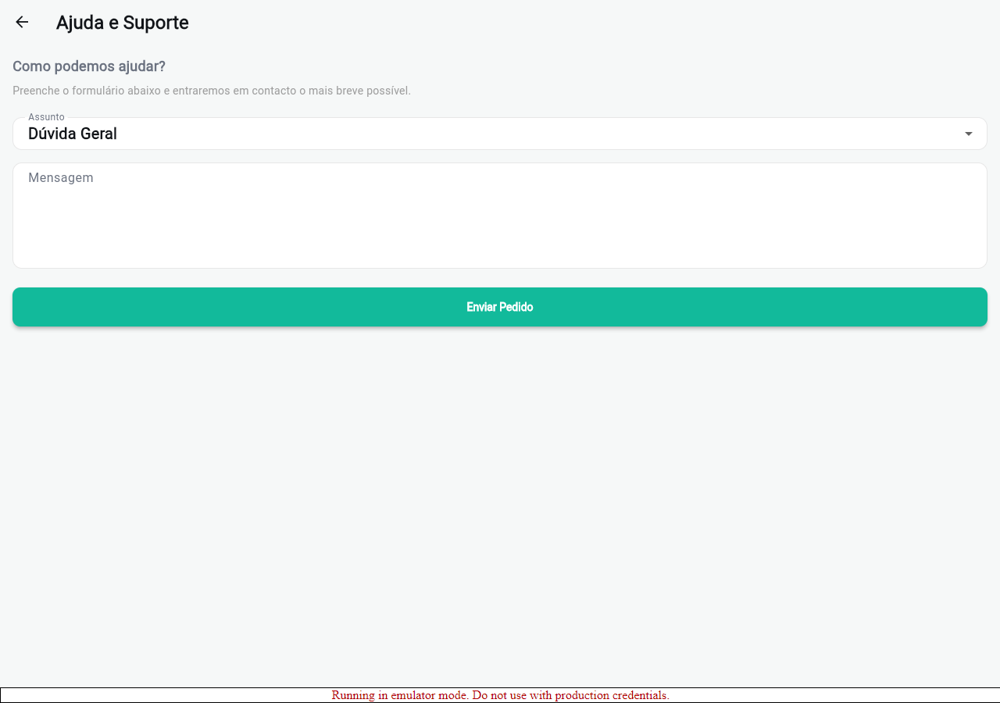 Ajuda e Suporte
Como podemos ajudar?
Preenche o formulário abaixo e entraremos em contacto o mais breve possível.
Assunto
Dúvida Geral
Mensagem
Enviar Pedido
Running in emulator mode. Do not use with production credentials.